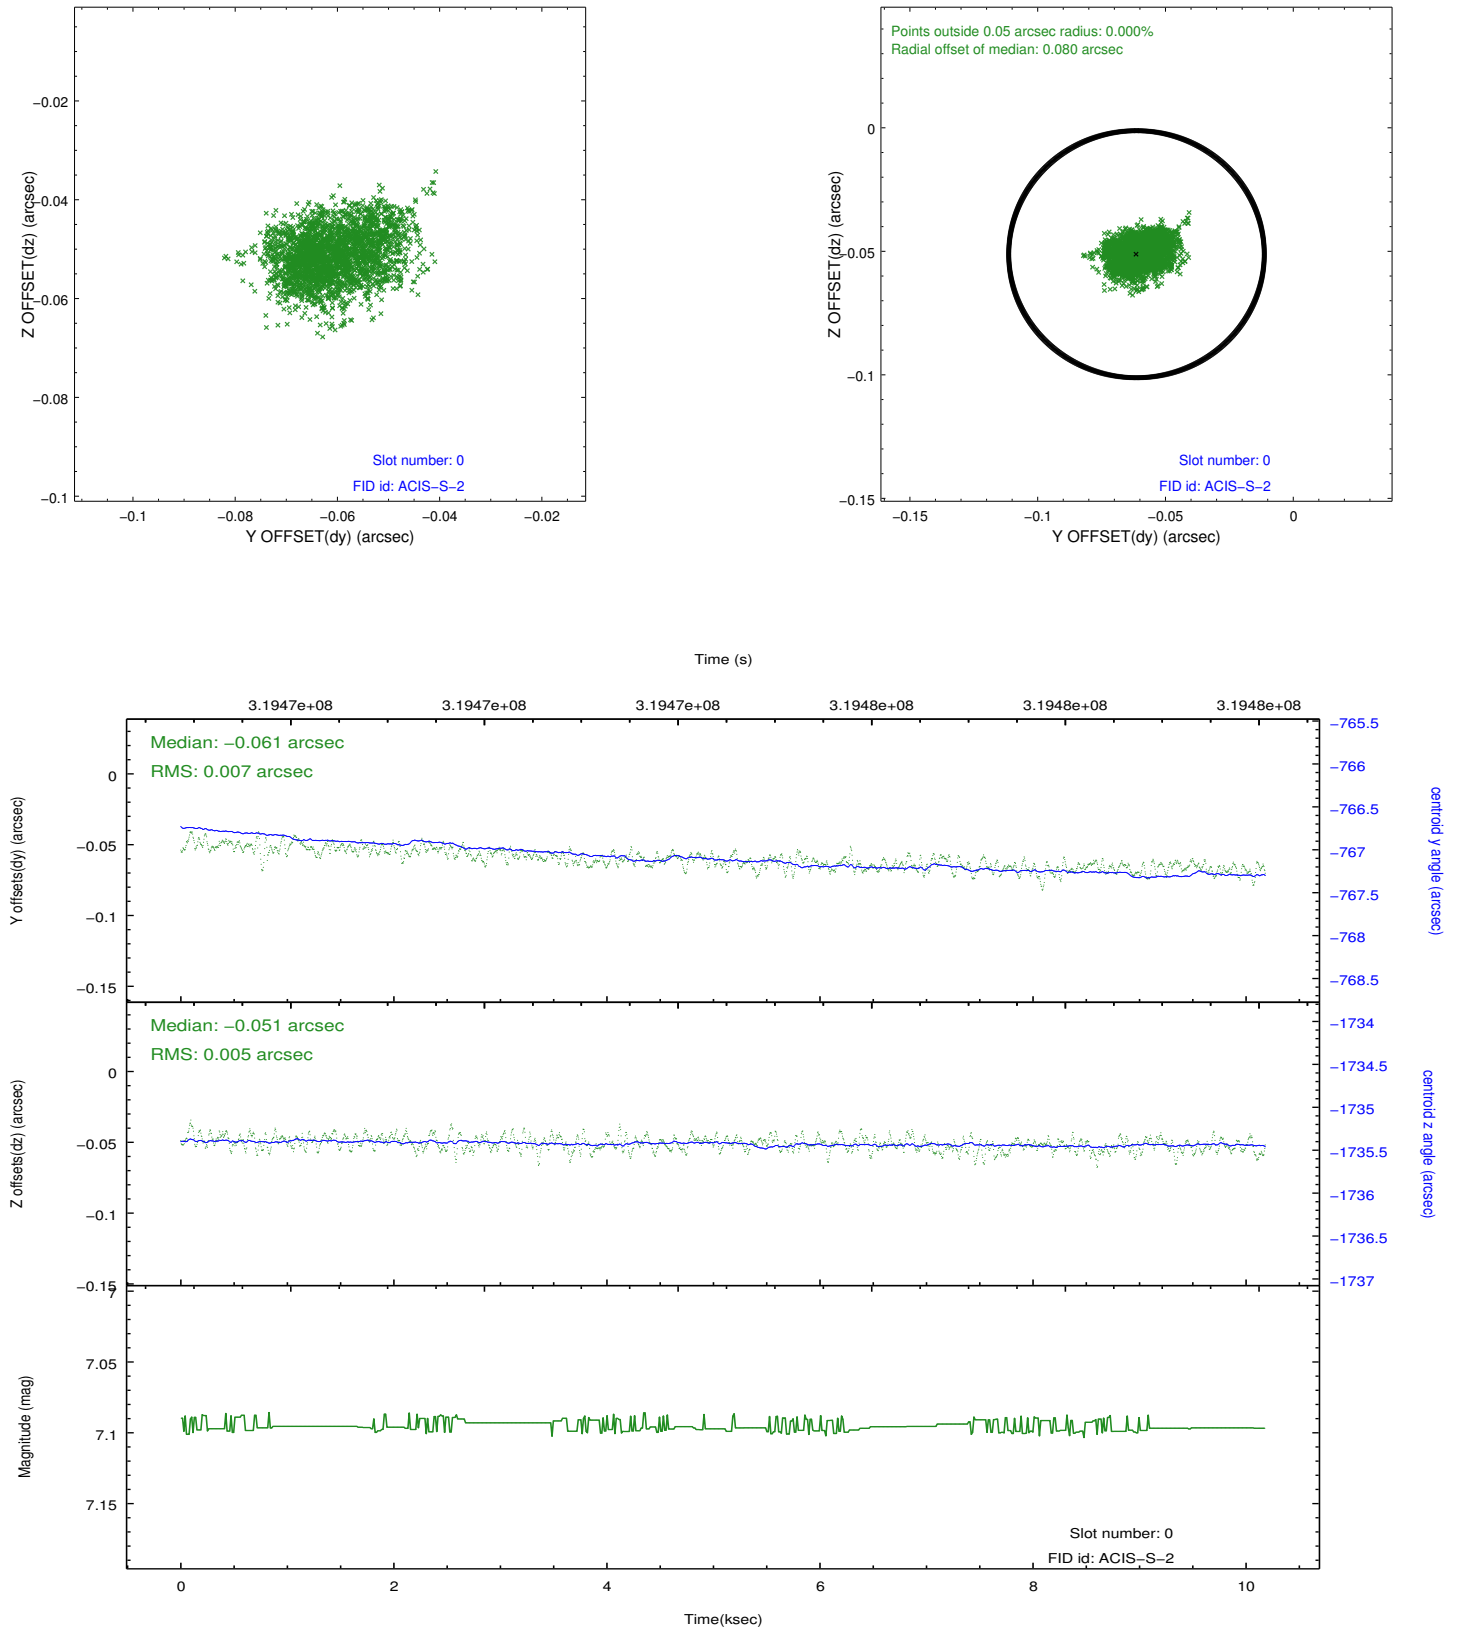 −0.02
−0.04
−0.06
−0.08
−0.1
Z OFFSET(dz) (arcsec)
Slot number: 0
FID id: ACIS−S−2
−0.1
−0.08
−0.06
−0.04
−0.02
Y OFFSET(dy) (arcsec)
Points outside 0.05 arcsec radius: 0.000%
Radial offset of median: 0.080 arcsec
0
−0.05
−0.1
−0.15
Z OFFSET(dz) (arcsec)
Slot number: 0
FID id: ACIS−S−2
−0.15
−0.1
−0.05
0
Y OFFSET(dy) (arcsec)
Time (s)
3.1947e+08
3.1947e+08
3.1947e+08
3.1948e+08
3.1948e+08
3.1948e+08
Median: −0.061 arcsec
RMS: 0.007 arcsec
0
−0.05
−0.1
−0.15
Y offsets(dy) (arcsec)
−765.5
−766
−766.5
−767
−767.5
−768
−768.5
centroid y angle (arcsec)
Median: −0.051 arcsec
RMS: 0.005 arcsec
0
−0.05
−0.1
−0.15
Z offsets(dz) (arcsec)
−1734
−1734.5
−1735
−1735.5
−1736
−1736.5
−1737
centroid z angle (arcsec)
7
7.05
7.1
7.15
Magnitude (mag)
Slot number: 0
FID id: ACIS−S−2
0
2
4
6
8
10
Time(ksec)